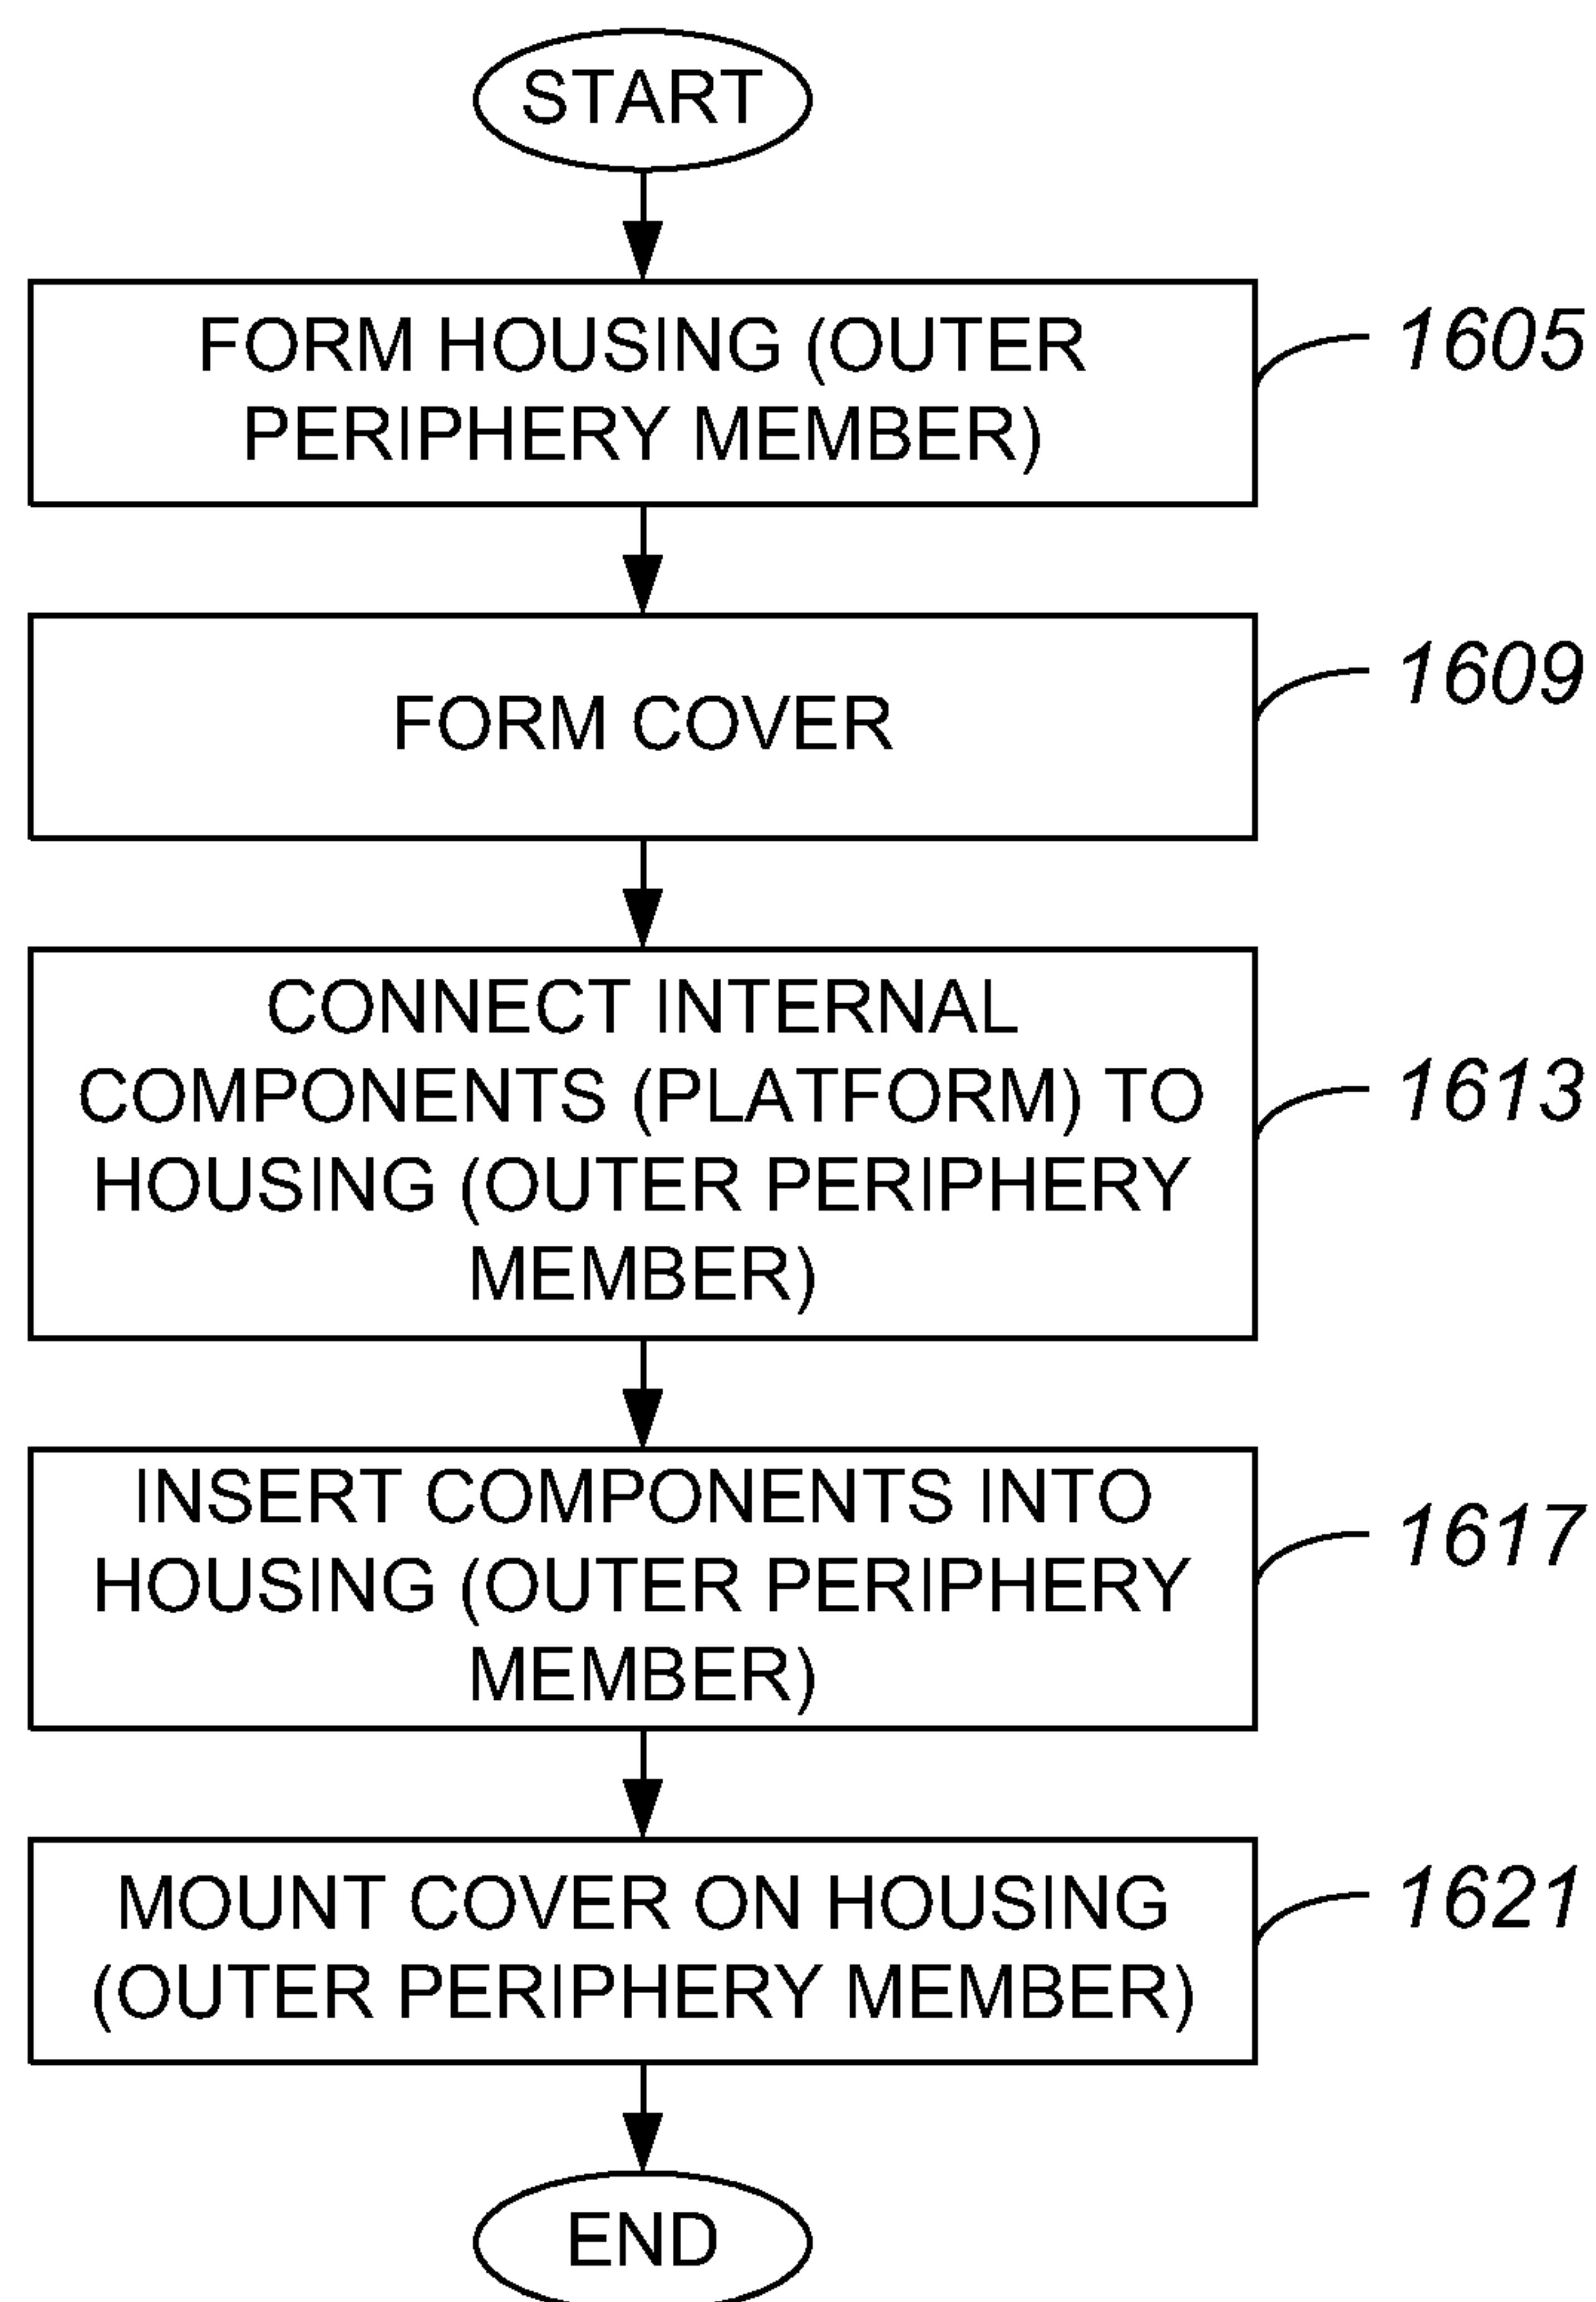 START
FORM HOUSING (OUTER
PERIPHERY MEMBER)
1605
FORM COVER
1609
CONNECT INTERNAL
COMPONENTS (PLATFORM) TO
HOUSING (OUTER PERIPHERY
MEMBER)
1613
INSERT COMPONENTS INTO
HOUSING (OUTER PERIPHERY
MEMBER)
1617
MOUNT COVER ON HOUSING
(OUTER PERIPHERY MEMBER)
1621
END